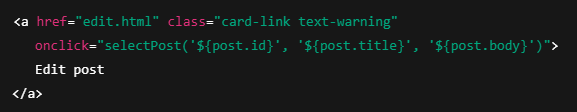 <a href="edit.html" class="card-link text-warning"
onclick="selectPost('${post.id}', '${post.title}', '${post.body}')">
Edit post
</a>